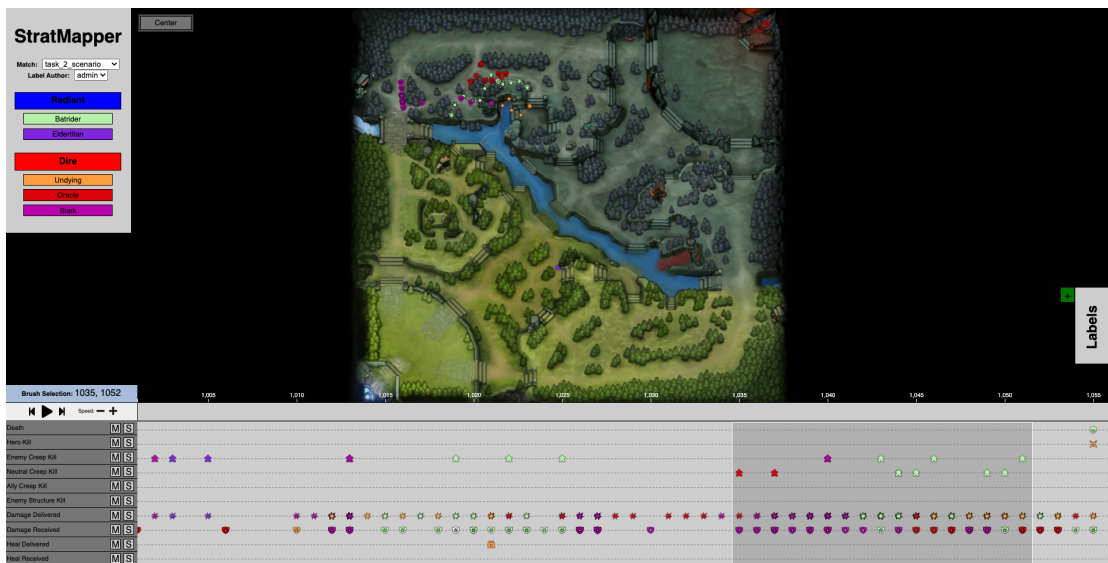 StratMapper
Center
Match: task_2_scenario
Label Author: admin
Radiant
Batrider
Eldertitan
Dire
Undying
Oracle
Slark
+
Labels
Brush Selection: 1035, 1052
1,005 1,010 1,015 1,020 1,025 1,030 1,035 1,040 1,045 1,050 1,055
Speed: − +
Death M S
Hero Kill M S
Enemy Creep Kill M S
Neutral Creep Kill M S
Ally Creep Kill M S
Enemy Structure Kill M S
Damage Delivered M S
Damage Received M S
Heal Delivered M S
Heal Received M S